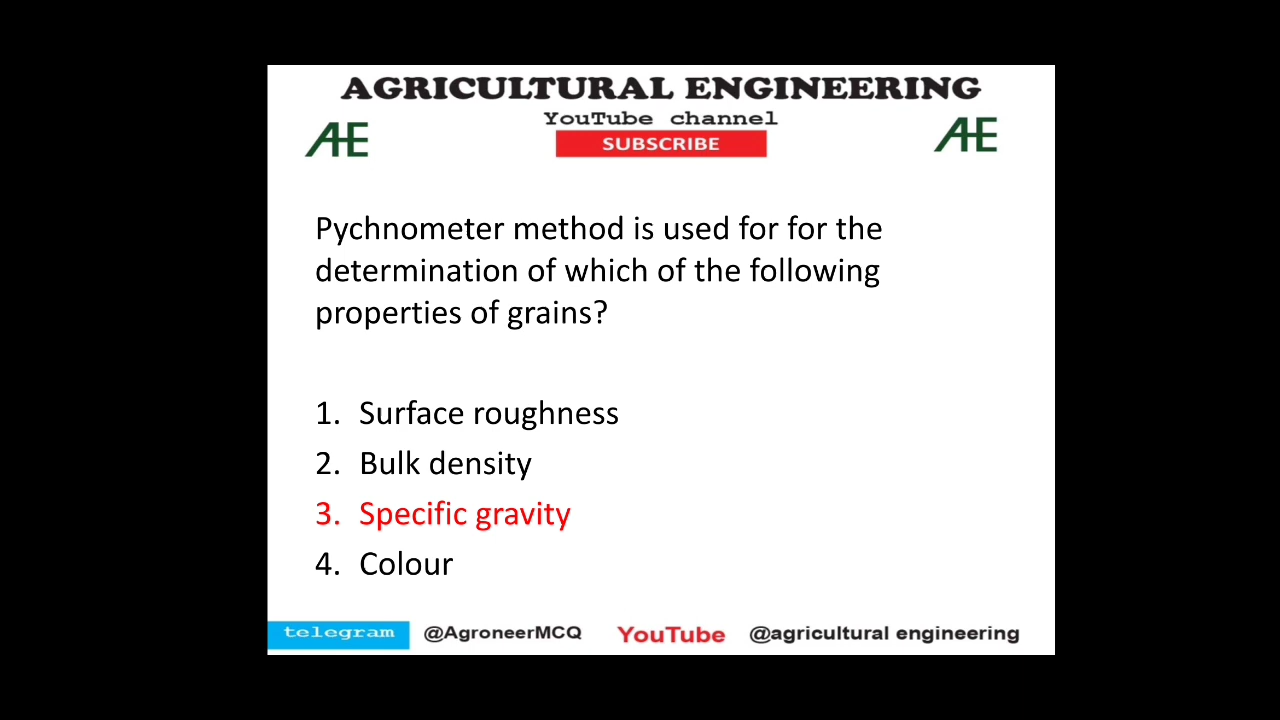 AGRICULTURAL ENGINEERING
YouTube channel
AE
SUBSCRIBE
AE
Pychnometer method is used for for the
determination of which of the following
properties of grains?
1. Surface roughness
2. Bulk density
3. Specific gravity
4. Colour
telegram @AgroneerMCQ YouTube @agricultural engineering